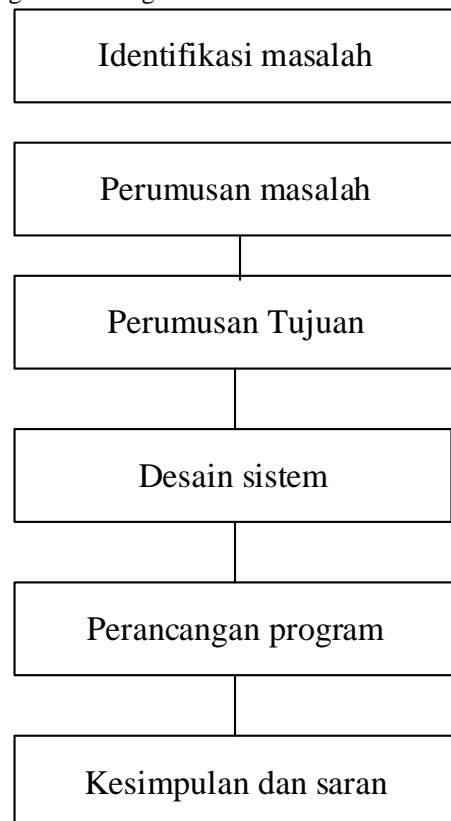 Identifikasi masalah
Perumusan masalah
Perumusan Tujuan
Desain sistem
Perancangan program
Kesimpulan dan saran